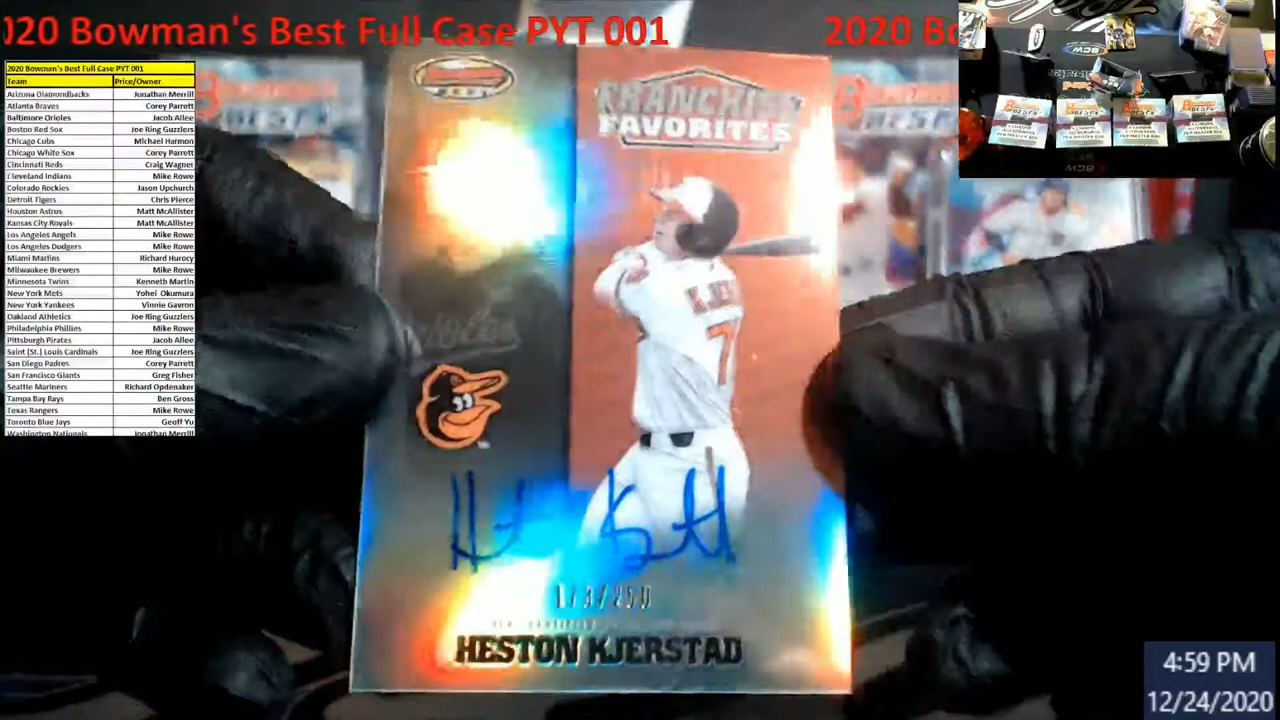 020 Bowman's Best Full Case PYT 001
2020 Bo
2020 Bowman's Best Full Case PYT 001
Team Price/Owner
Arizona Diamondbacks Jonathan Merrill
Atlanta Braves Corey Parrett
Baltimore Orioles Jacob Allee
Boston Red Sox Joe Ring Guzzlers
Chicago Cubs Michael Harmon
Chicago White Sox Corey Parrett
Cincinnati Reds Craig Wagner
Cleveland Indians Mike Rowe
Colorado Rockies Jason Upchurch
Detroit Tigers Chris Pierce
Houston Astros Matt McAllister
Kansas City Royals Matt McAllister
Los Angeles Angels Mike Rowe
Los Angeles Dodgers Mike Rowe
Miami Marlins Richard Hurocy
Milwaukee Brewers Mike Rowe
Minnesota Twins Kenneth Martin
New York Mets Yohei Okumura
New York Yankees Vinnie Gavron
Oakland Athletics Joe Ring Guzzlers
Philadelphia Phillies Mike Rowe
Pittsburgh Pirates Jacob Allee
Saint (St.) Louis Cardinals Joe Ring Guzzlers
San Diego Padres Corey Parrett
San Francisco Giants Greg Fisher
Seattle Mariners Richard Opdenaker
Tampa Bay Rays Ben Gross
Texas Rangers Mike Rowe
Toronto Blue Jays Geoff Yu
Washington Nationals Jonathan Merrill
FRANCHISE
FAVORITES
7
HESTON KJERSTAD
4:59 PM
12/24/2020